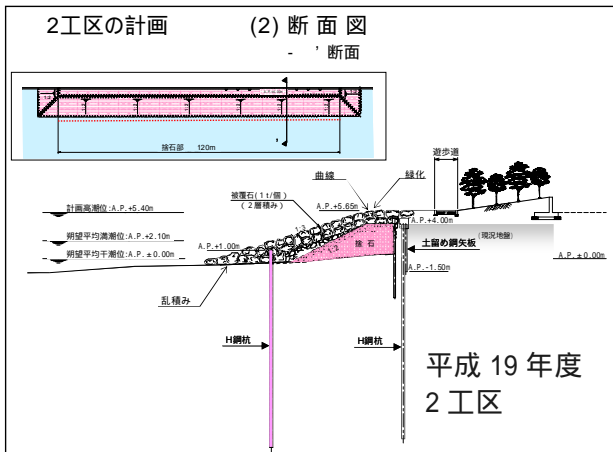 2工区の計画 (2) 断 面 図
- ' 断面
捨石部 120m
'
遊歩道
曲線
緑化
被覆石(1t/個)
(2層積み)
計画高潮位:A.P.+5.40m
A.P.+5.65m
A.P.+4.00m
朔望平均満潮位:A.P.+2.10m
1:3
捨 石
土留め鋼矢板
(現況地盤)
A.P.+1.00m
1:2
朔望平均干潮位:A.P.±0.00m
A.P.-1.50m
A.P.±0.00m
乱積み
H鋼杭
H鋼杭
平成 19 年度
2 工区